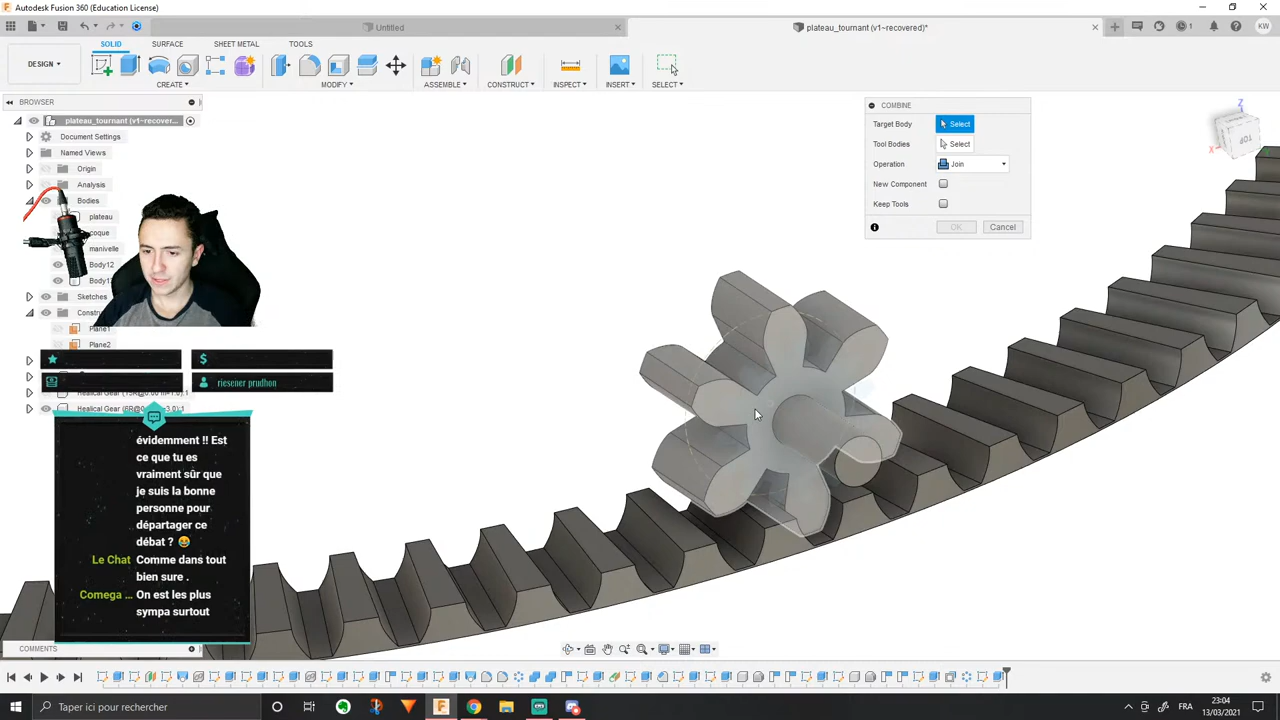 Autodesk Fusion 360 (Education License)
Untitled
plateau_tournant (v1~recovered)*
1
KW
SOLID
SURFACE
SHEET METAL
TOOLS
DESIGN
CREATE
MODIFY
ASSEMBLE
CONSTRUCT
INSPECT
INSERT
SELECT
BROWSER
plateau_tournant (v1-recover...
Document Settings
Named Views
Origin
Analysis
Bodies
plateau
coque
manivelle
Body12
Sketches
Plane1
Plane2
COMBINE
Target Body
Select
Tool Bodies
Select
Operation
Join
New Component
Keep Tools
OK
Cancel
Z
X
TOP
riesener prudhon
évidemment !! Est
ce que tu es
vraiment sûr que
je suis la bonne
personne pour
départager ce
débat ? 😅
Le Chat Comme dans tout
bien sure .
Comega ... On est les plus
sympa surtout
COMMENTS
Taper ici pour rechercher
FRA
23:04
13/03/2021